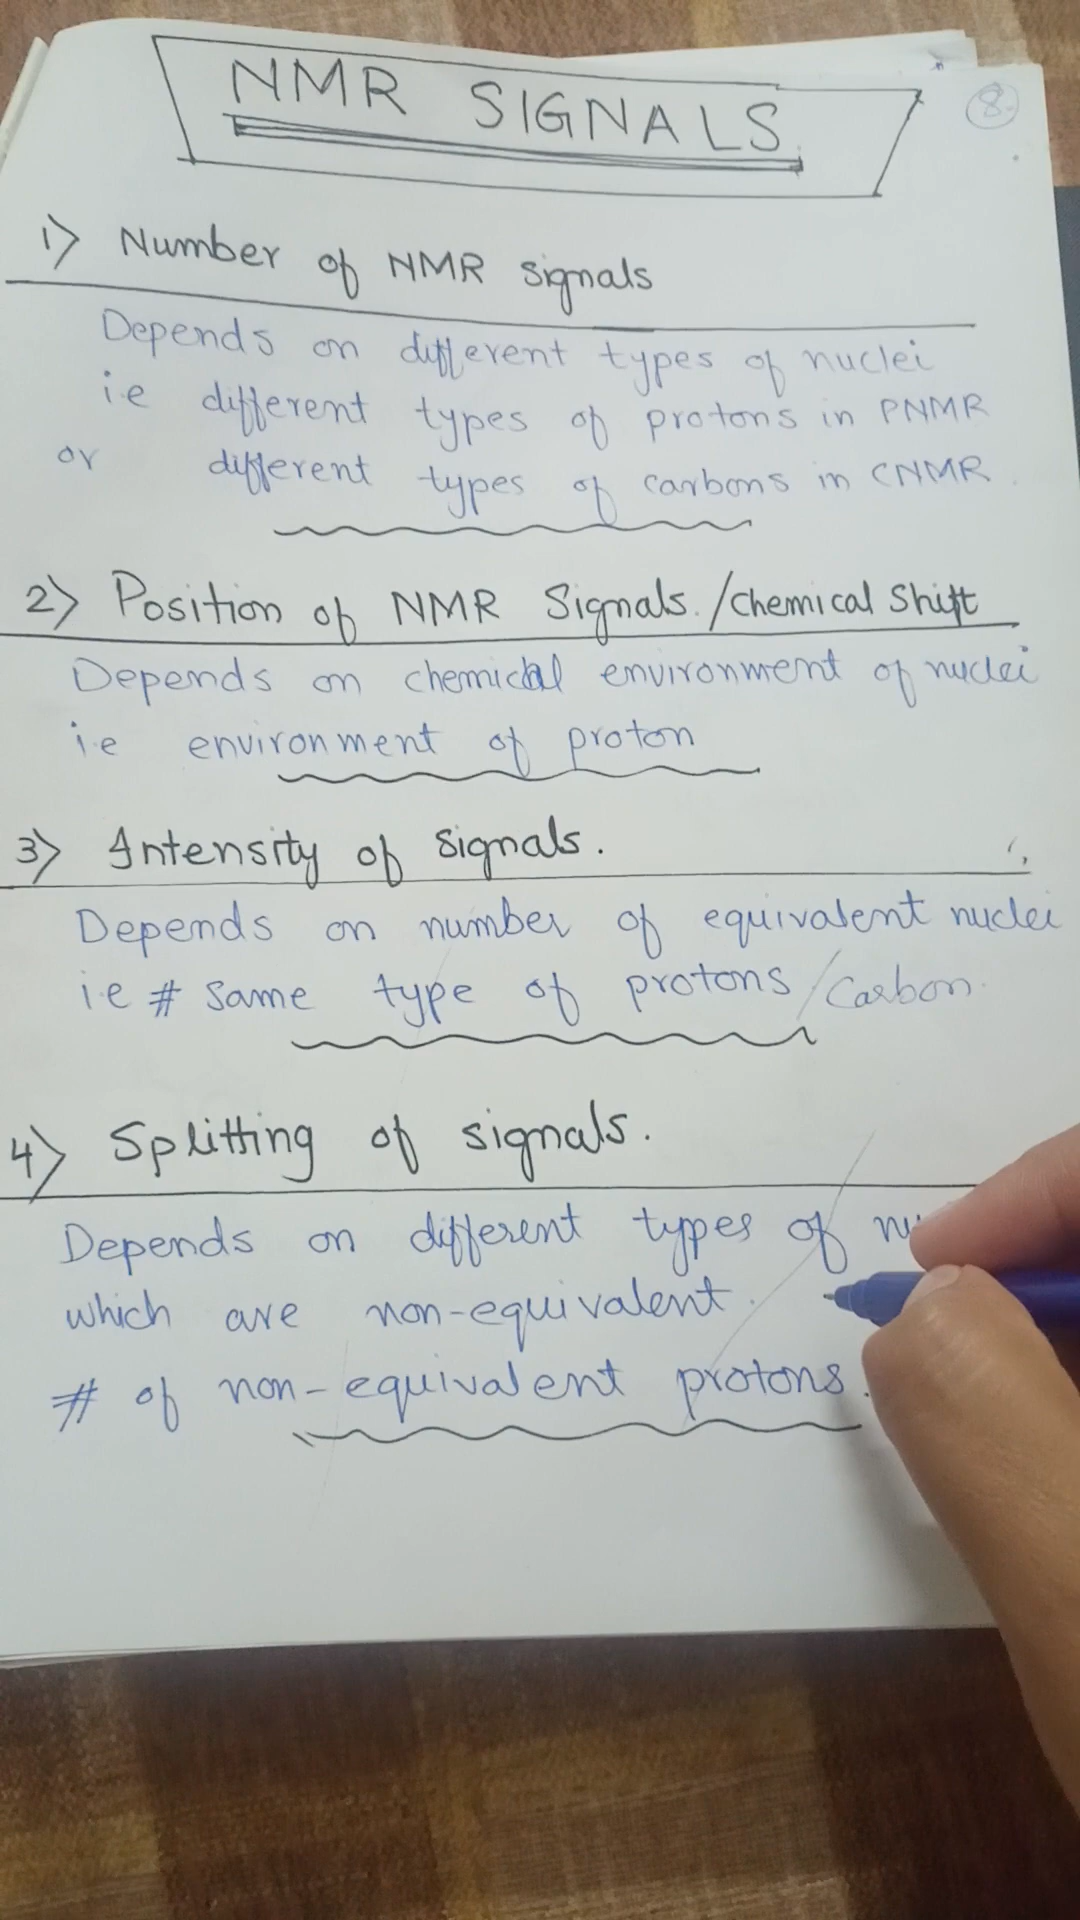 NMR SIGNALS
8.
1) Number of NMR signals
Depends on different types of nuclei
i.e different types of protons in PNMR
or different types of carbons in CNMR.
2) Position of NMR Signals./Chemical Shift
Depends on chemical environment of nuclei
i.e environment of proton
3) Intensity of signals.
Depends on number of equivalent nuclei
i.e # same type of protons/Carbon.
4) Splitting of signals.
Depends on different types of
which are non-equivalent.
# of non-equivalent protons.